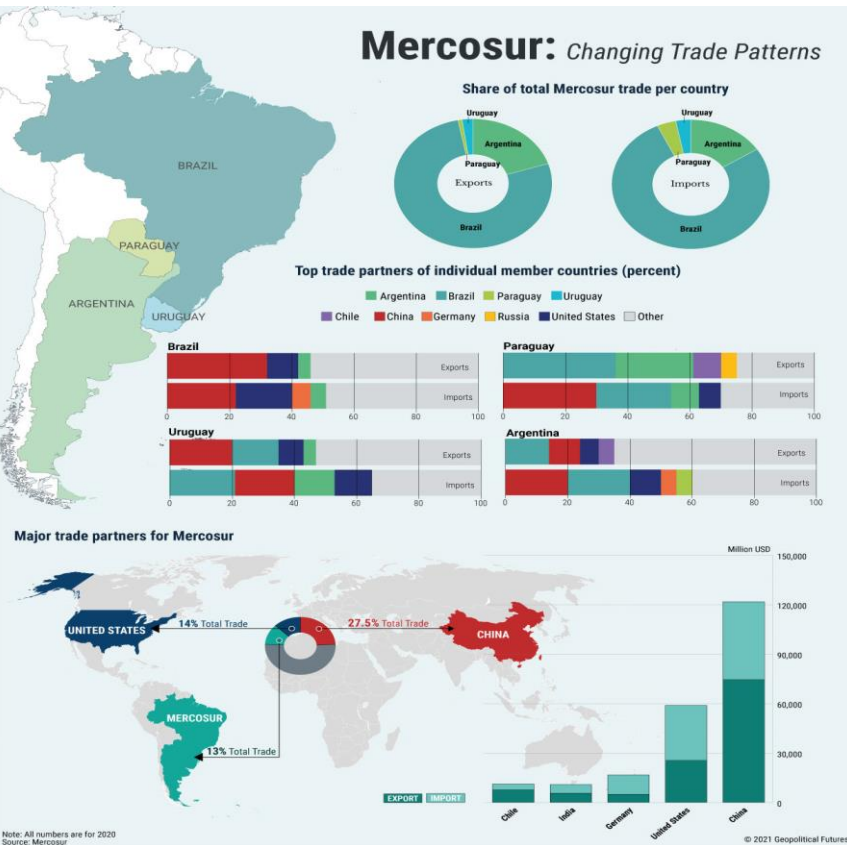 Mercosur: Changing Trade Patterns
Share of total Mercosur trade per country
Uruguay
Argentina
Paraguay
Exports
Brazil
Uruguay
Argentina
Paraguay
Imports
Brazil
BRAZIL
PARAGUAY
ARGENTINA
URUGUAY
Top trade partners of individual member countries (percent)
Argentina Brazil Paraguay Uruguay
Chile China Germany Russia United States Other
Brazil
Exports
Imports
0 20 40 60 80 100
Paraguay
Exports
Imports
0 20 40 60 80 100
Uruguay
Exports
Imports
0 20 40 60 80 100
Argentina
Exports
Imports
0 20 40 60 80 100
Major trade partners for Mercosur
UNITED STATES
14% Total Trade
27.5% Total Trade
CHINA
MERCOSUR
13% Total Trade
Million USD
150,000
120,000
90,000
60,000
30,000
0
EXPORT IMPORT
Chile
India
Germany
United States
China
Note: All numbers are for 2020
Source: Mercosur
© 2021 Geopolitical Futures